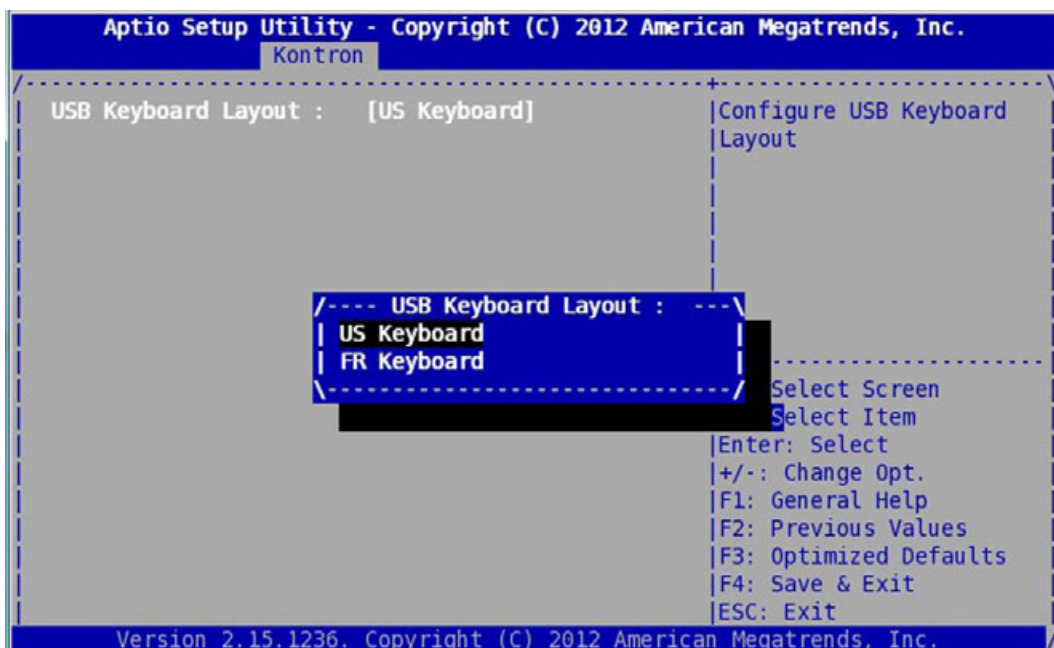 Aptio Setup Utility - Copyright (C) 2012 American Megatrends, Inc.
Kontron
USB Keyboard Layout : [US Keyboard]
Configure USB Keyboard
Layout
USB Keyboard Layout :
US Keyboard
FR Keyboard
Select Screen
Select Item
Enter: Select
+/-: Change Opt.
F1: General Help
F2: Previous Values
F3: Optimized Defaults
F4: Save & Exit
ESC: Exit
Version 2.15.1236. Copyright (C) 2012 American Megatrends, Inc.